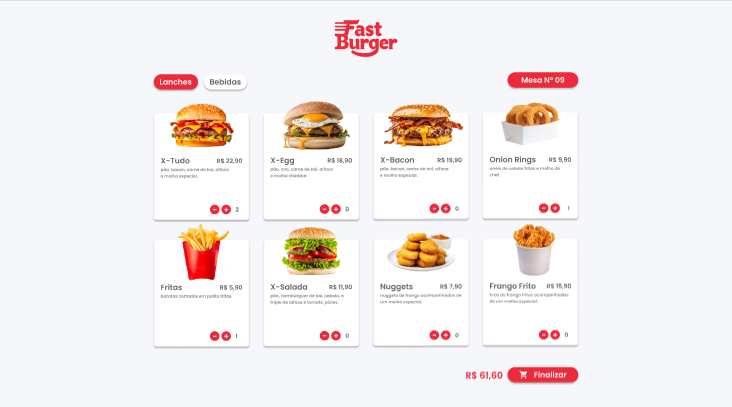 Fast
Burger
Lanches
Bebidas
Mesa Nº 09
X-Tudo R$ 22,90
pão, bacon, carne de boi, alface
e molho especial.
2
X-Egg R$ 18,90
pão, ovo, carne de boi, alface
e molho cheddar.
0
X-Bacon R$ 19,90
pão, bacon, carne de boi, alface
e molho especial.
0
Onion Rings R$ 9,90
anéis de cebola fritas e molho do
chef.
1
Fritas R$ 5,90
batatas cortadas em palito fritas.
1
X-Salada R$ 11,90
pão, hambúrguer de boi, cebola, o
triplo de alface e tomate, picles.
0
Nuggets R$ 7,90
nuggets de frango acompanhados de
um molho especial.
0
Frango Frito R$ 15,90
tiras de frango fritas acompanhadas
de um molho especial.
0
R$ 61,60
Finalizar